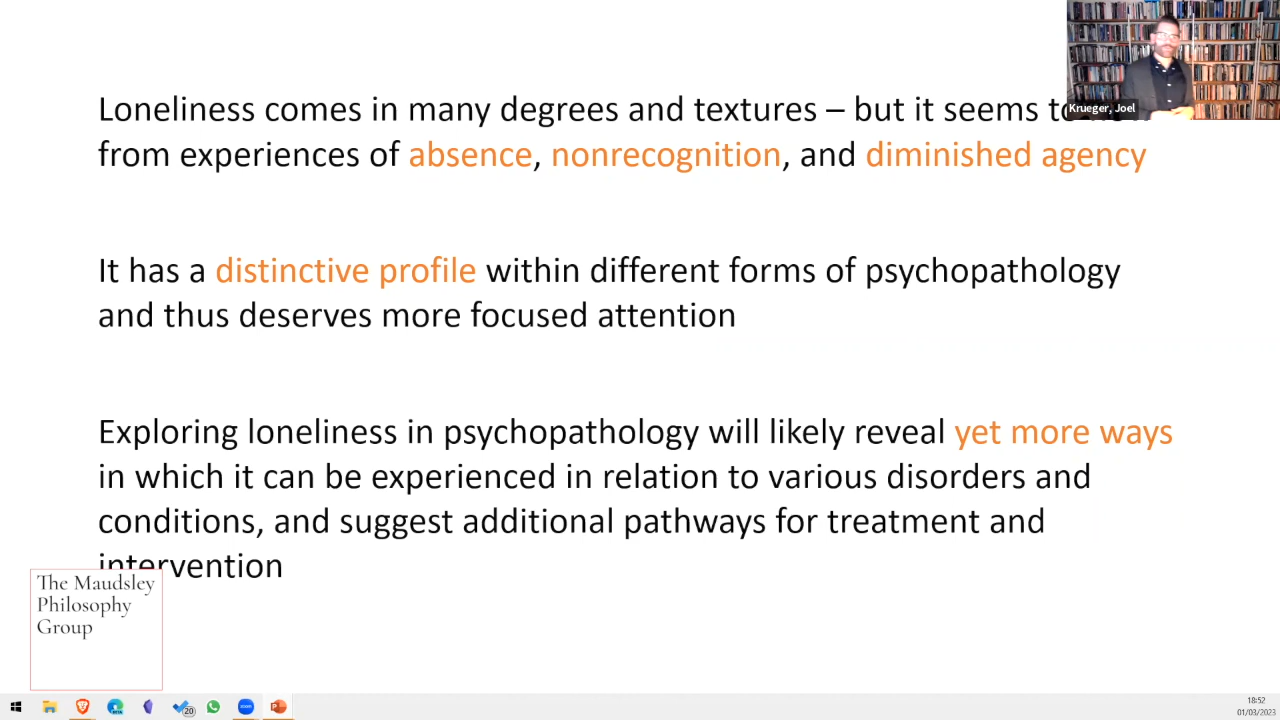 Loneliness comes in many degrees and textures – but it seems to
Krueger, Joel
from experiences of absence, nonrecognition, and diminished agency
It has a distinctive profile within different forms of psychopathology
and thus deserves more focused attention
Exploring loneliness in psychopathology will likely reveal yet more ways
in which it can be experienced in relation to various disorders and
conditions, and suggest additional pathways for treatment and
intervention
The Maudsley
Philosophy
Group
BETA
20
zoom
18:52
01/03/2023